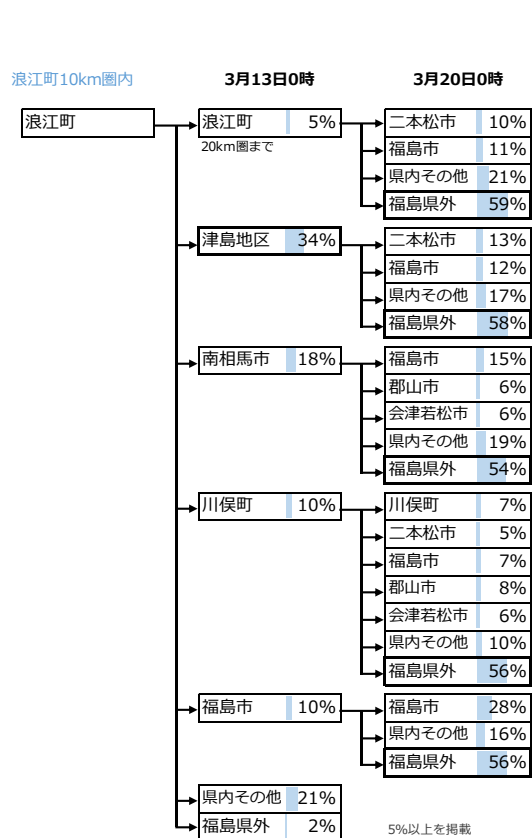 浪江町10km圏内 3月13日0時 3月20日0時
浪江町 浪江町 5% 二本松市 10%
20km圏まで
福島市 11%
県内その他 21%
福島県外 59%
津島地区 34% 二本松市 13%
福島市 12%
県内その他 17%
福島県外 58%
南相馬市 18% 福島市 15%
郡山市 6%
会津若松市 6%
県内その他 19%
福島県外 54%
川俣町 10% 川俣町 7%
二本松市 5%
福島市 7%
郡山市 8%
会津若松市 6%
県内その他 10%
福島県外 56%
福島市 10% 福島市 28%
県内その他 16%
福島県外 56%
県内その他 21%
福島県外 2%
5%以上を掲載